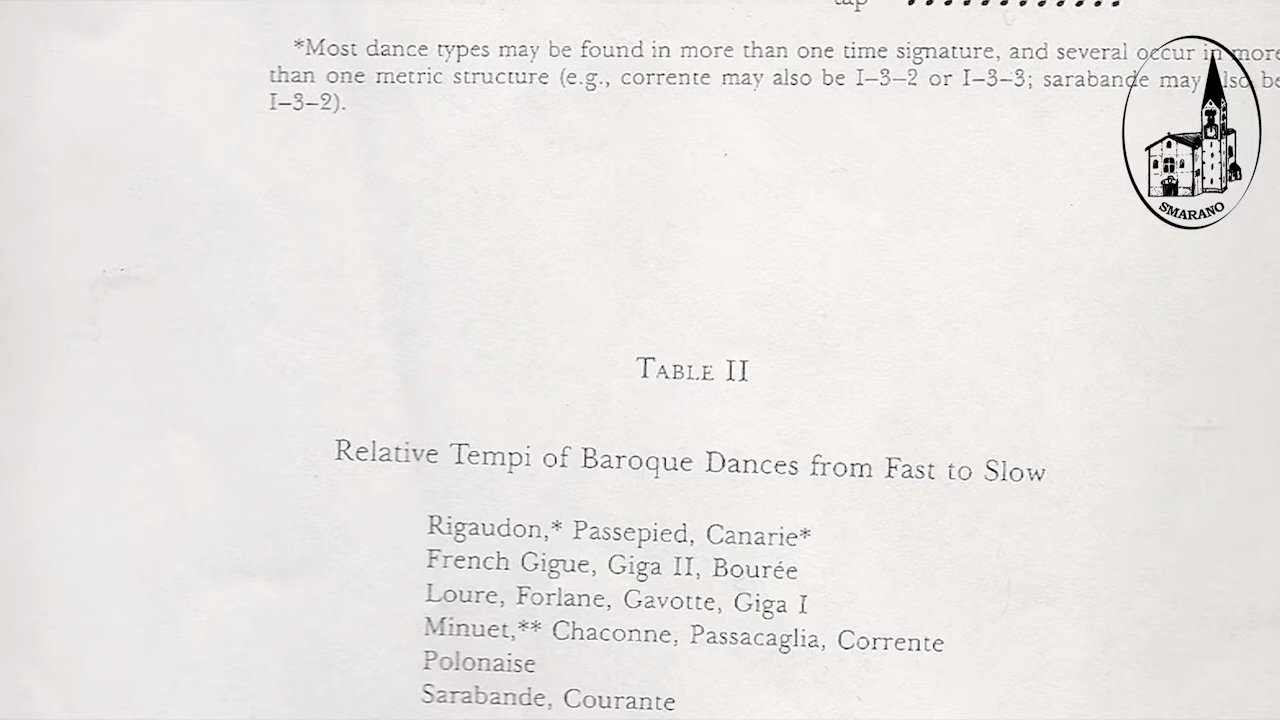 *Most dance types may be found in more than one time signature, and several occur in more
than one metric structure (e.g., corrente may also be I–3–2 or I–3–3; sarabande may also be
I–3–2).
SMARANO
TABLE II
Relative Tempi of Baroque Dances from Fast to Slow
Rigaudon,* Passepied, Canarie*
French Gigue, Giga II, Bourée
Loure, Forlane, Gavotte, Giga I
Minuet,** Chaconne, Passacaglia, Corrente
Polonaise
Sarabande, Courante